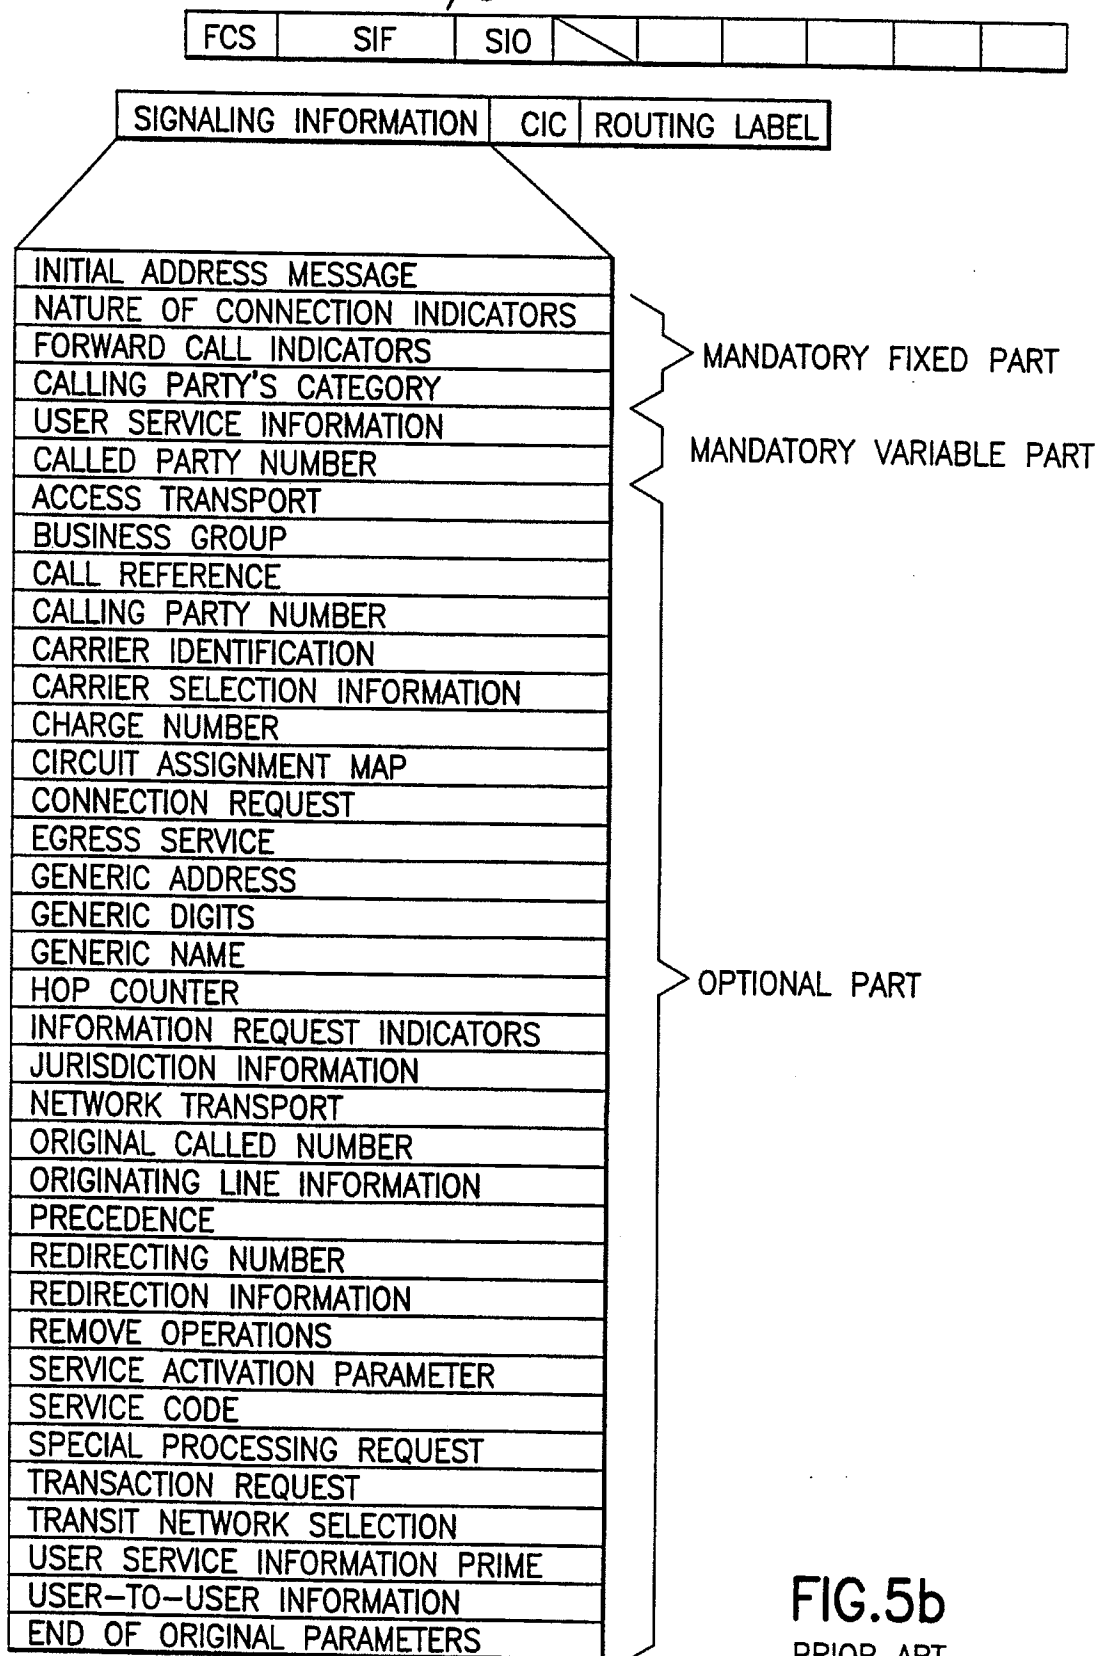 FCS SIF SIO
SIGNALING INFORMATION CIC ROUTING LABEL
INITIAL ADDRESS MESSAGE
NATURE OF CONNECTION INDICATORS
FORWARD CALL INDICATORS
MANDATORY FIXED PART
CALLING PARTY'S CATEGORY
USER SERVICE INFORMATION
MANDATORY VARIABLE PART
CALLED PARTY NUMBER
ACCESS TRANSPORT
BUSINESS GROUP
CALL REFERENCE
CALLING PARTY NUMBER
CARRIER IDENTIFICATION
CARRIER SELECTION INFORMATION
CHARGE NUMBER
CIRCUIT ASSIGNMENT MAP
CONNECTION REQUEST
EGRESS SERVICE
GENERIC ADDRESS
GENERIC DIGITS
GENERIC NAME
HOP COUNTER
OPTIONAL PART
INFORMATION REQUEST INDICATORS
JURISDICTION INFORMATION
NETWORK TRANSPORT
ORIGINAL CALLED NUMBER
ORIGINATING LINE INFORMATION
PRECEDENCE
REDIRECTING NUMBER
REDIRECTION INFORMATION
REMOVE OPERATIONS
SERVICE ACTIVATION PARAMETER
SERVICE CODE
SPECIAL PROCESSING REQUEST
TRANSACTION REQUEST
TRANSIT NETWORK SELECTION
USER SERVICE INFORMATION PRIME
USER-TO-USER INFORMATION
END OF ORIGINAL PARAMETERS
FIG.5b
PRIOR ART